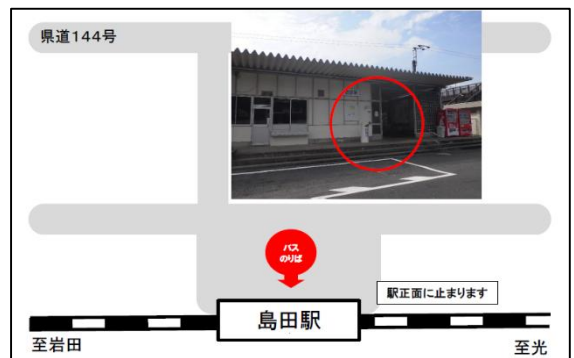 県道144号
バス
のりば
駅正面に止まります
島田駅
至岩田
至光